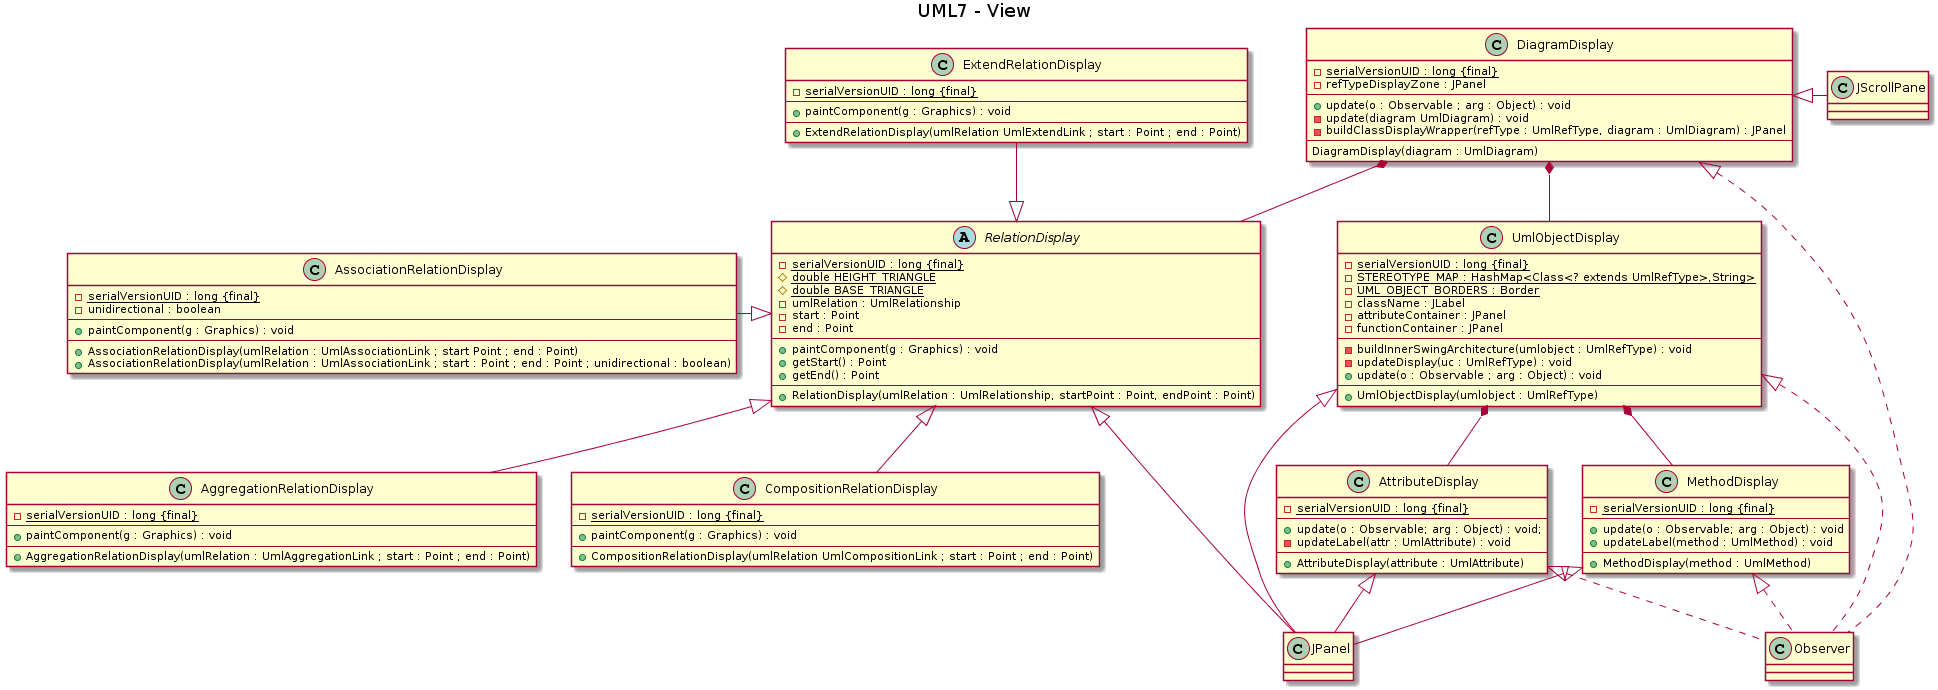 UML7 - View
C ExtendRelationDisplay
serialVersionUID : long {final}
paintComponent(g : Graphics) : void
ExtendRelationDisplay(umlRelation UmlExtendLink ; start : Point ; end : Point)
C DiagramDisplay
serialVersionUID : long {final}
refTypeDisplayZone : JPanel
update(o : Observable ; arg : Object) : void
update(diagram UmlDiagram) : void
buildClassDisplayWrapper(refType : UmlRefType, diagram : UmlDiagram) : JPanel
DiagramDisplay(diagram : UmlDiagram)
C JScrollPane
C AssociationRelationDisplay
serialVersionUID : long {final}
unidirectional : boolean
paintComponent(g : Graphics) : void
AssociationRelationDisplay(umlRelation : UmlAssociationLink ; start Point ; end : Point)
AssociationRelationDisplay(umlRelation : UmlAssociationLink ; start : Point ; end : Point ; unidirectional : boolean)
A RelationDisplay
serialVersionUID : long {final}
double HEIGHT_TRIANGLE
double BASE_TRIANGLE
umlRelation : UmlRelationship
start : Point
end : Point
paintComponent(g : Graphics) : void
getStart() : Point
getEnd() : Point
RelationDisplay(umlRelation : UmlRelationship, startPoint : Point, endPoint : Point)
C UmlObjectDisplay
serialVersionUID : long {final}
STEREOTYPE_MAP : HashMap<Class<? extends UmlRefType>,String>
UML_OBJECT_BORDERS : Border
className : JLabel
attributeContainer : JPanel
functionContainer : JPanel
buildInnerSwingArchitecture(umlobject : UmlRefType) : void
updateDisplay(uc : UmlRefType) : void
update(o : Observable ; arg : Object) : void
UmlObjectDisplay(umlobject : UmlRefType)
C AggregationRelationDisplay
serialVersionUID : long {final}
paintComponent(g : Graphics) : void
AggregationRelationDisplay(umlRelation : UmlAggregationLink ; start : Point ; end : Point)
C CompositionRelationDisplay
serialVersionUID : long {final}
paintComponent(g : Graphics) : void
CompositionRelationDisplay(umlRelation UmlCompositionLink ; start : Point ; end : Point)
C AttributeDisplay
serialVersionUID : long {final}
update(o : Observable; arg : Object) : void;
updateLabel(attr : UmlAttribute) : void
AttributeDisplay(attribute : UmlAttribute)
C MethodDisplay
serialVersionUID : long {final}
update(o : Observable; arg : Object) : void
updateLabel(method : UmlMethod) : void
MethodDisplay(method : UmlMethod)
C JPanel
C Observer